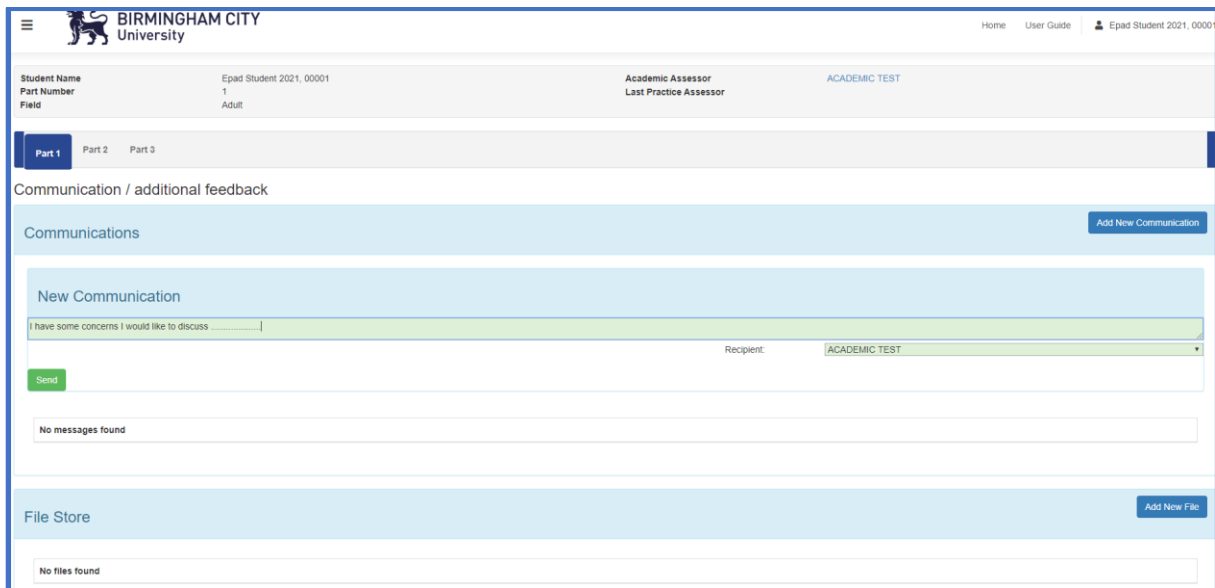 BIRMINGHAM CITY
University
Home User Guide Epad Student 2021, 00001
Student Name Epad Student 2021, 00001 Academic Assessor ACADEMIC TEST
Part Number 1 Last Practice Assessor
Field Adult
Part 1 Part 2 Part 3
Communication / additional feedback
Communications Add New Communication
New Communication
I have some concerns I would like to discuss ....................
Recipient: ACADEMIC TEST
Send
No messages found
File Store Add New File
No files found